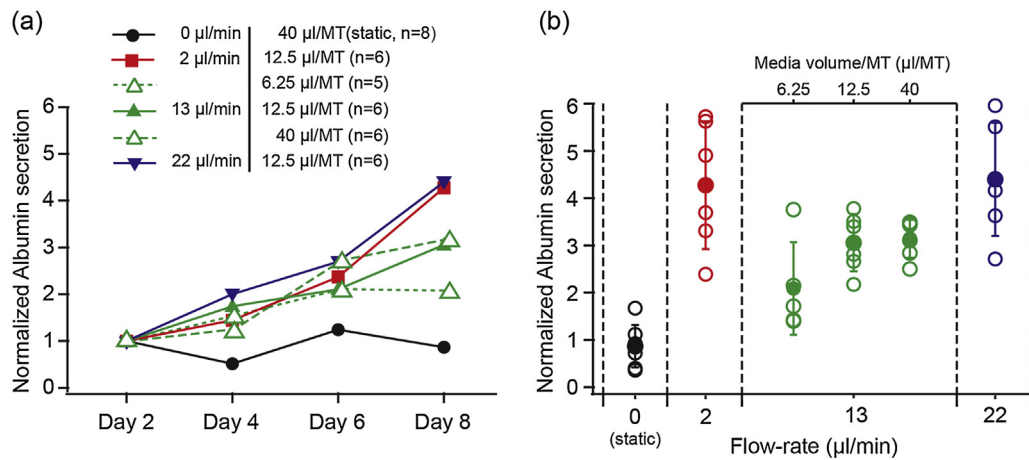 (a)
0 µl/min 40 µl/MT(static, n=8)
2 µl/min 12.5 µl/MT (n=6)
6.25 µl/MT (n=5)
13 µl/min 12.5 µl/MT (n=6)
40 µl/MT (n=6)
22 µl/min 12.5 µl/MT (n=6)
Normalized Albumin secretion
6
5
4
3
2
1
0
Day 2 Day 4 Day 6 Day 8
(b)
Media volume/MT (µl/MT)
6.25 12.5 40
Normalized Albumin secretion
6
5
4
3
2
1
0
0 2 13 22
(static)
Flow-rate (µl/min)